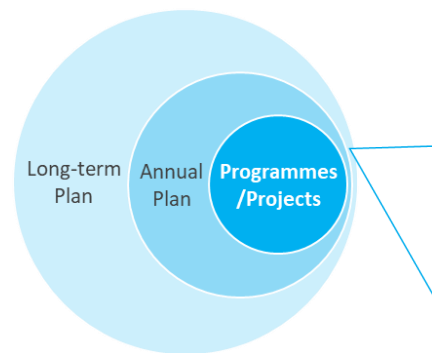 Long-term
Plan
Annual
Plan
Programmes
/Projects